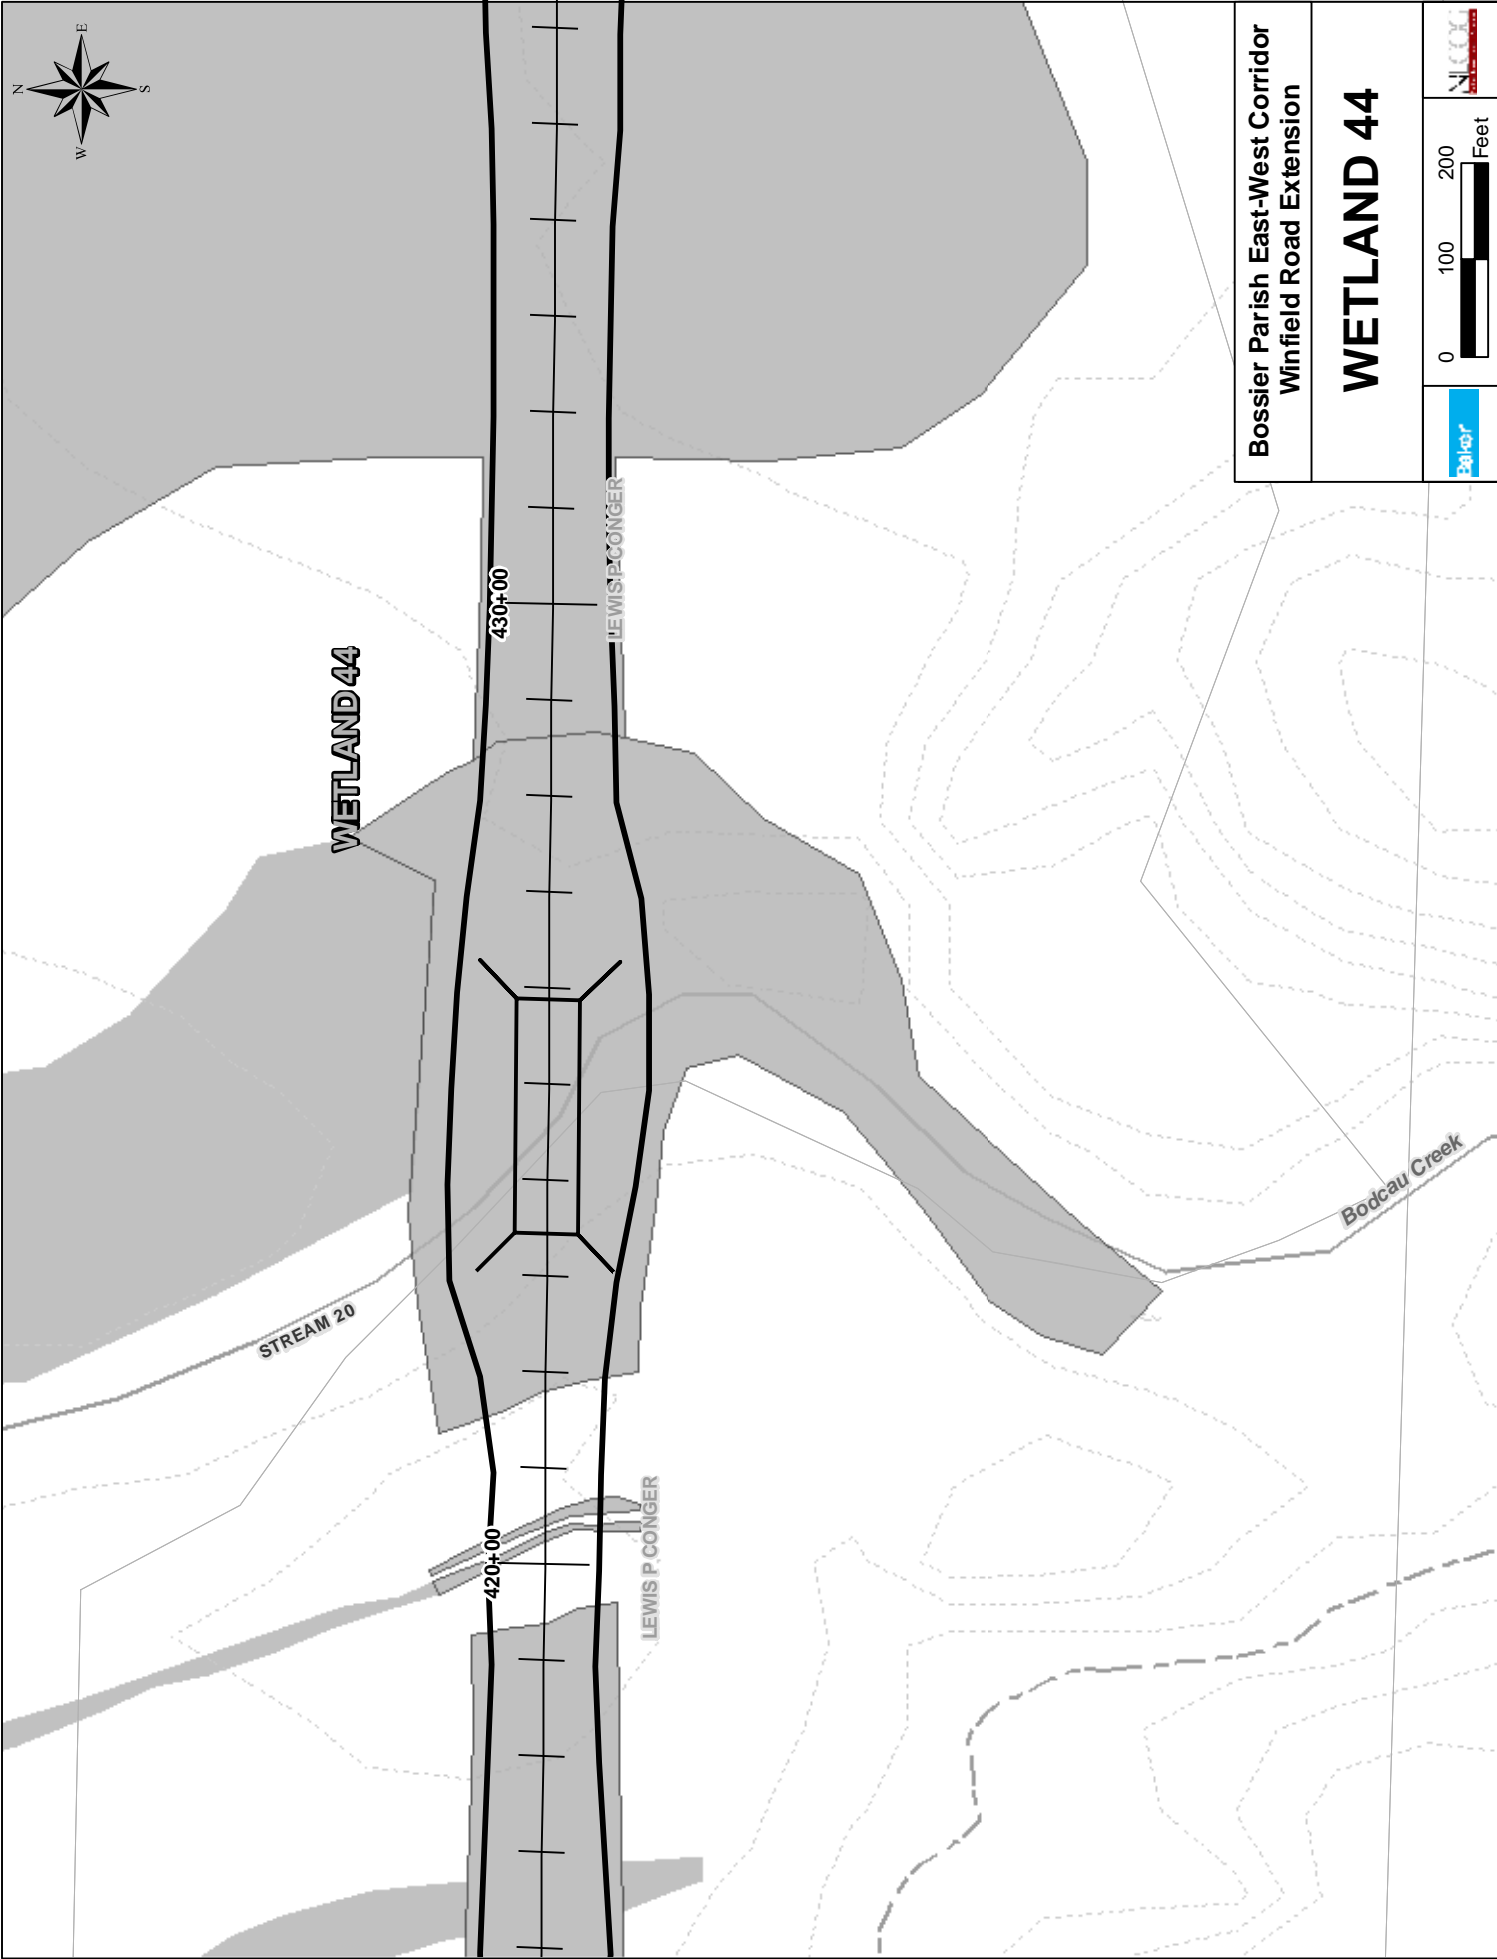 N
E
S
W
WETLAND 44
430+00
LEWIS P CONGER
STREAM 20
Bodcau Creek
420+00
LEWIS P CONGER
Bossier Parish East-West Corridor
Winfield Road Extension
WETLAND 44
Baker
0 100 200
Feet